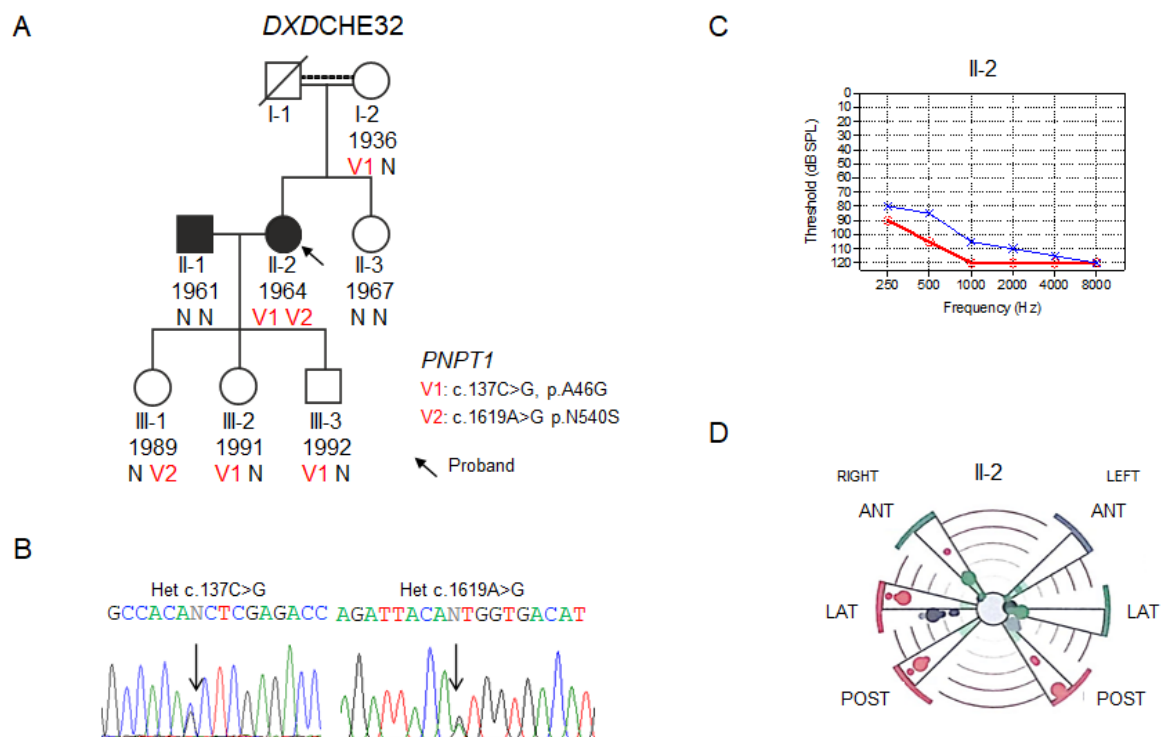 A
DXDCHE32
I-1
I-2
1936
V1 N
II-1
1961
N N
II-2
1964
V1 V2
II-3
1967
N N
III-1
1989
N V2
III-2
1991
V1 N
III-3
1992
V1 N
PNPT1
V1: c.137C>G, p.A46G
V2: c.1619A>G p.N540S
Proband
B
Het c.137C>G
GCCACANCTCGAGACC
Het c.1619A>G
AGATTACANTGGTGACAT
C
II-2
Threshold (dB SPL)
0
10
20
30
40
50
60
70
80
90
100
110
120
250 500 1000 2000 4000 8000
Frequency (Hz)
D
II-2
RIGHT LEFT
ANT ANT
LAT LAT
POST POST